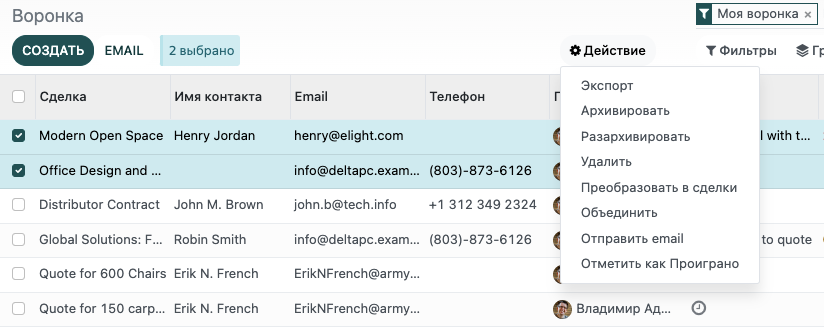 Воронка
Моя воронка ×
СОЗДАТЬ EMAIL 2 выбрано Действие Фильтры Гр
Сделка Имя контакта Email Телефон
Modern Open Space Henry Jordan henry@elight.com l with t...
Office Design and ... info@deltapc.exam... (803)-873-6126
Distributor Contract John M. Brown john.b@tech.info +1 312 349 2324
Global Solutions: F... Robin Smith info@deltapc.exam... (803)-873-6126 to quote
Quote for 600 Chairs Erik N. French ErikNFrench@army...
Quote for 150 carp... Erik N. French ErikNFrench@army... Владимир Ад...
Экспорт
Архивировать
Разархивировать
Удалить
Преобразовать в сделки
Объединить
Отправить email
Отметить как Проиграно